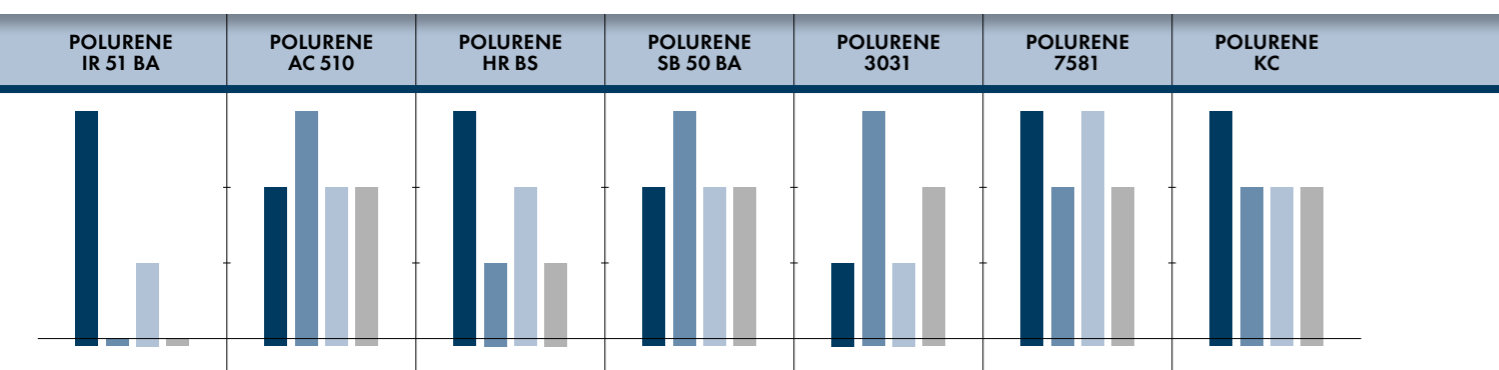 POLURENE
IR 51 BA
POLURENE
AC 510
POLURENE
HR BS
POLURENE
SB 50 BA
POLURENE
3031
POLURENE
7581
POLURENE
KC